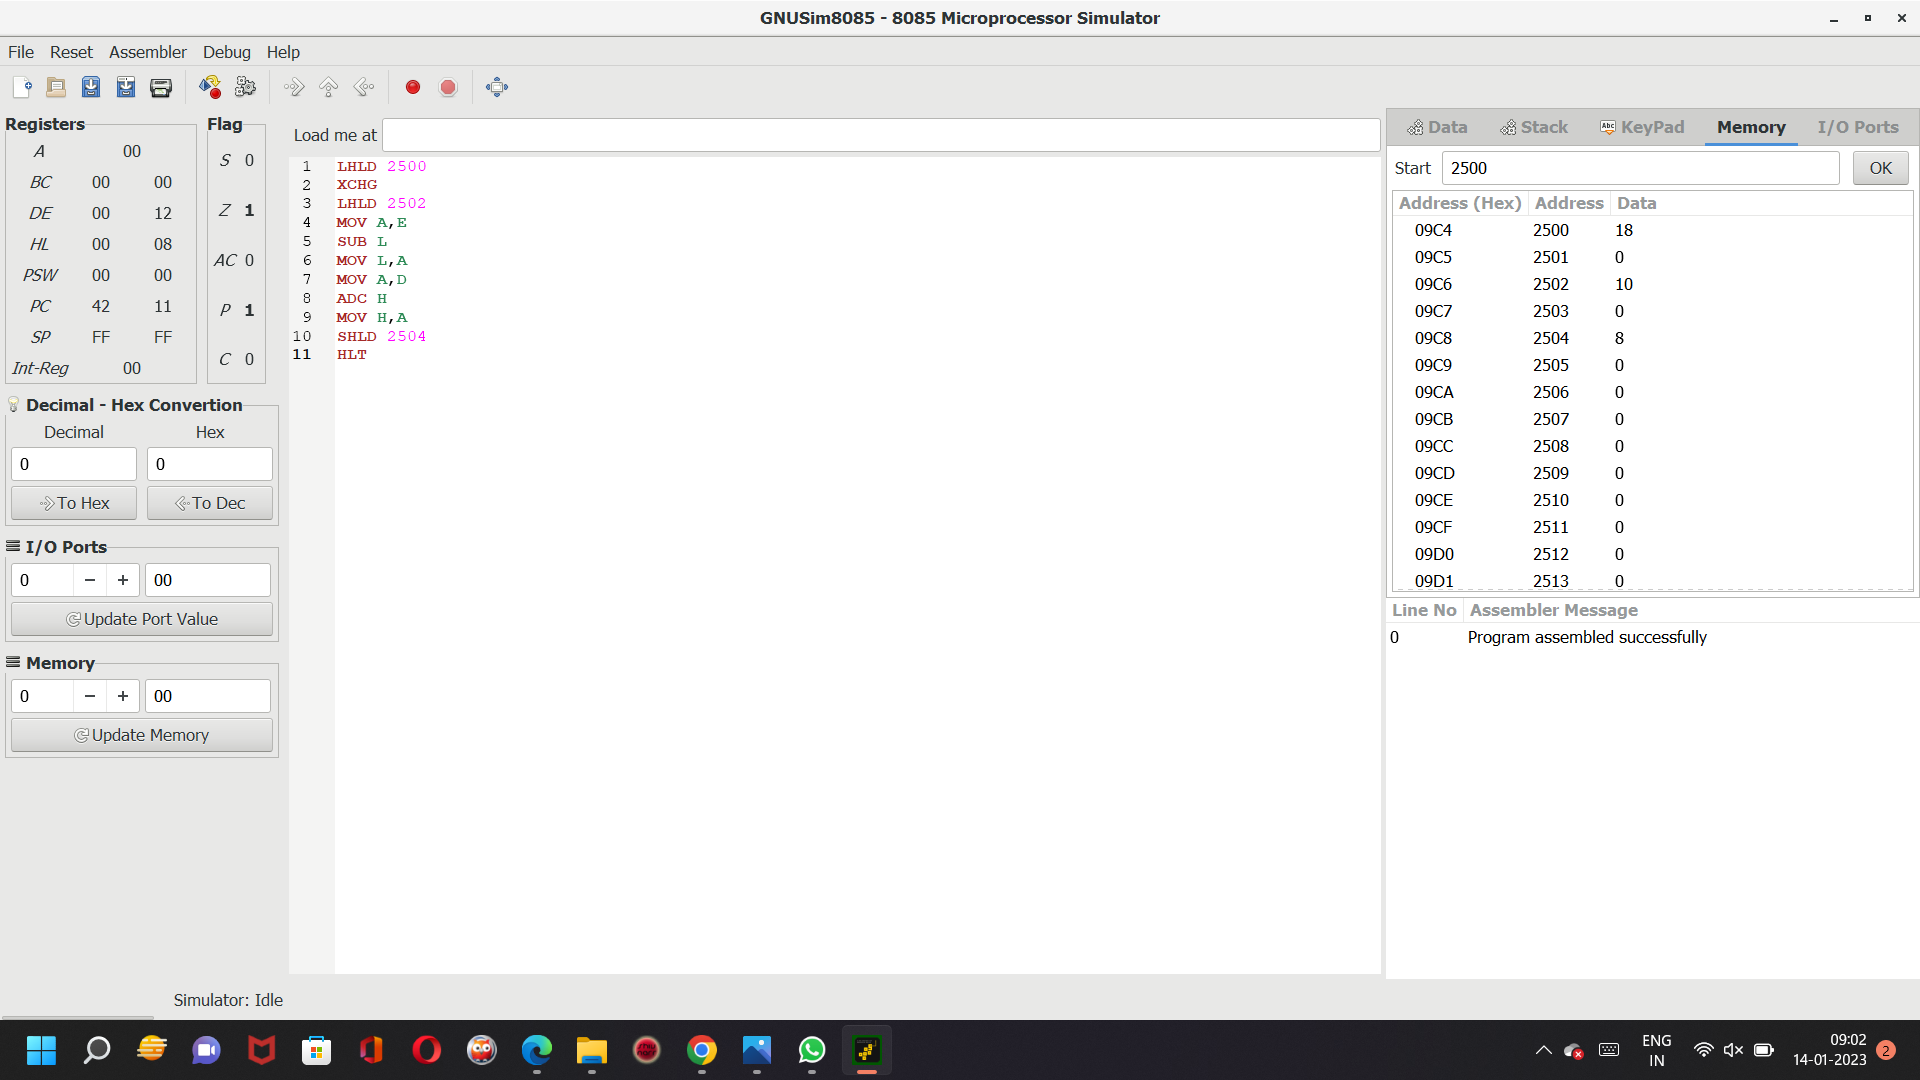 GNUSim8085 - 8085 Microprocessor Simulator
File Reset Assembler Debug Help
Registers
A 00
BC 00 00
DE 00 12
HL 00 08
PSW 00 00
PC 42 11
SP FF FF
Int-Reg 00
Flag
S 0
Z 1
AC 0
P 1
C 0
Decimal - Hex Convertion
Decimal Hex
0 0
To Hex To Dec
I/O Ports
0 − + 00
Update Port Value
Memory
0 − + 00
Update Memory
Load me at
1 LHLD 2500
2 XCHG
3 LHLD 2502
4 MOV A,E
5 SUB L
6 MOV L,A
7 MOV A,D
8 ADC H
9 MOV H,A
10 SHLD 2504
11 HLT
Data Stack Abc KeyPad Memory I/O Ports
Start 2500 OK
Address (Hex) Address Data
09C4 2500 18
09C5 2501 0
09C6 2502 10
09C7 2503 0
09C8 2504 8
09C9 2505 0
09CA 2506 0
09CB 2507 0
09CC 2508 0
09CD 2509 0
09CE 2510 0
09CF 2511 0
09D0 2512 0
09D1 2513 0
Line No Assembler Message
0 Program assembled successfully
Simulator: Idle
ENG
IN
09:02
14-01-2023
2